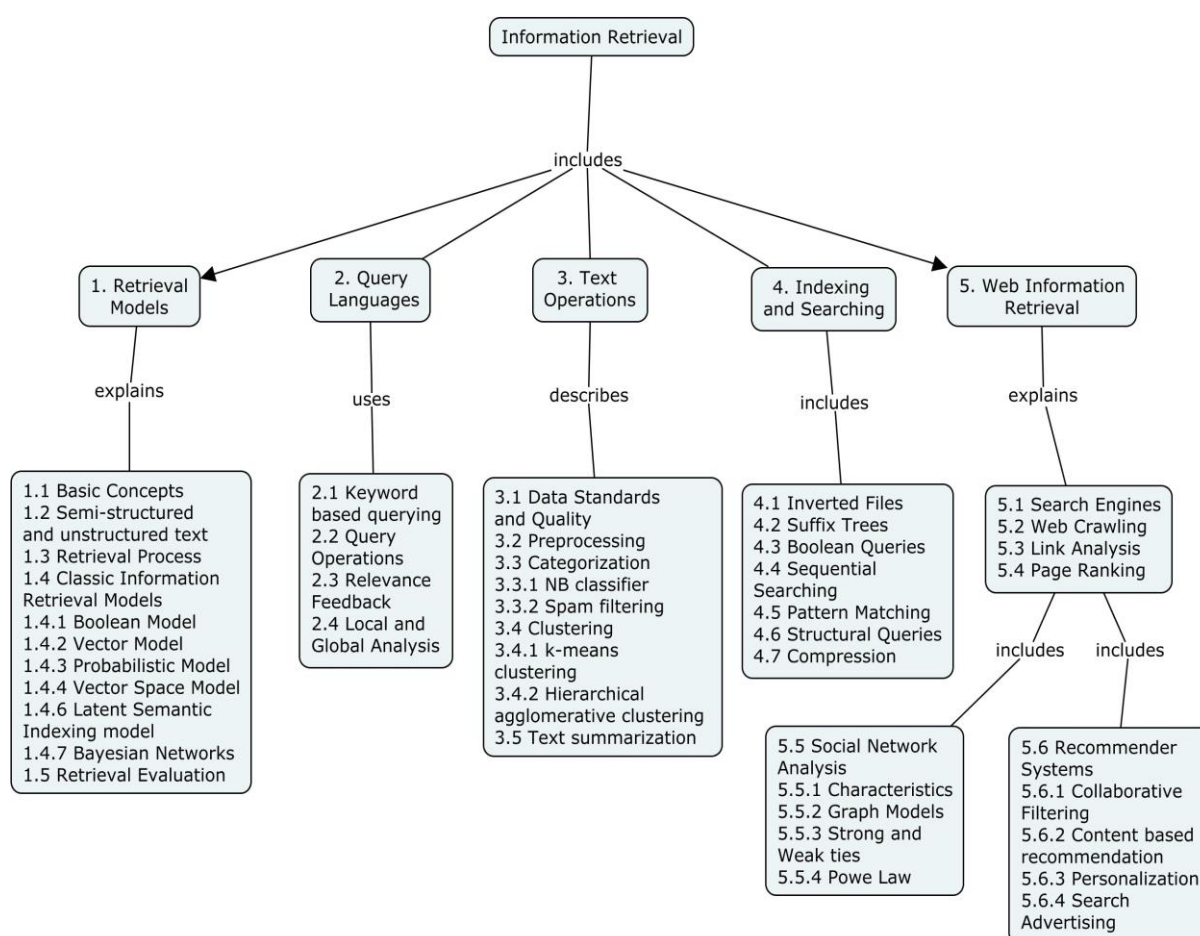 Information Retrieval
includes
1. Retrieval
Models
2. Query
Languages
3. Text
Operations
4. Indexing
and Searching
5. Web Information
Retrieval
explains
uses
describes
includes
explains
1.1 Basic Concepts
1.2 Semi-structured
and unstructured text
1.3 Retrieval Process
1.4 Classic Information
Retrieval Models
1.4.1 Boolean Model
1.4.2 Vector Model
1.4.3 Probabilistic Model
1.4.4 Vector Space Model
1.4.6 Latent Semantic
Indexing model
1.4.7 Bayesian Networks
1.5 Retrieval Evaluation
2.1 Keyword
based querying
2.2 Query
Operations
2.3 Relevance
Feedback
2.4 Local and
Global Analysis
3.1 Data Standards
and Quality
3.2 Preprocessing
3.3 Categorization
3.3.1 NB classifier
3.3.2 Spam filtering
3.4 Clustering
3.4.1 k-means
clustering
3.4.2 Hierarchical
agglomerative clustering
3.5 Text summarization
4.1 Inverted Files
4.2 Suffix Trees
4.3 Boolean Queries
4.4 Sequential
Searching
4.5 Pattern Matching
4.6 Structural Queries
4.7 Compression
5.1 Search Engines
5.2 Web Crawling
5.3 Link Analysis
5.4 Page Ranking
includes
includes
5.5 Social Network
Analysis
5.5.1 Characteristics
5.5.2 Graph Models
5.5.3 Strong and
Weak ties
5.5.4 Powe Law
5.6 Recommender
Systems
5.6.1 Collaborative
Filtering
5.6.2 Content based
recommendation
5.6.3 Personalization
5.6.4 Search
Advertising